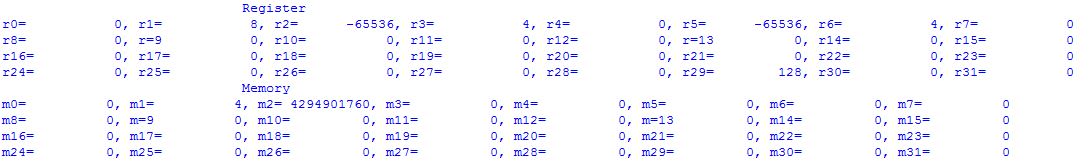 Register
r0= 0, r1= 8, r2= -65536, r3= 4, r4= 0, r5= -65536, r6= 4, r7= 0
r8= 0, r=9 0, r10= 0, r11= 0, r12= 0, r=13 0, r14= 0, r15= 0
r16= 0, r17= 0, r18= 0, r19= 0, r20= 0, r21= 0, r22= 0, r23= 0
r24= 0, r25= 0, r26= 0, r27= 0, r28= 0, r29= 128, r30= 0, r31= 0
Memory
m0= 0, m1= 4, m2= 4294901760, m3= 0, m4= 0, m5= 0, m6= 0, m7= 0
m8= 0, m=9 0, m10= 0, m11= 0, m12= 0, m=13 0, m14= 0, m15= 0
m16= 0, m17= 0, m18= 0, m19= 0, m20= 0, m21= 0, m22= 0, m23= 0
m24= 0, m25= 0, m26= 0, m27= 0, m28= 0, m29= 0, m30= 0, m31= 0